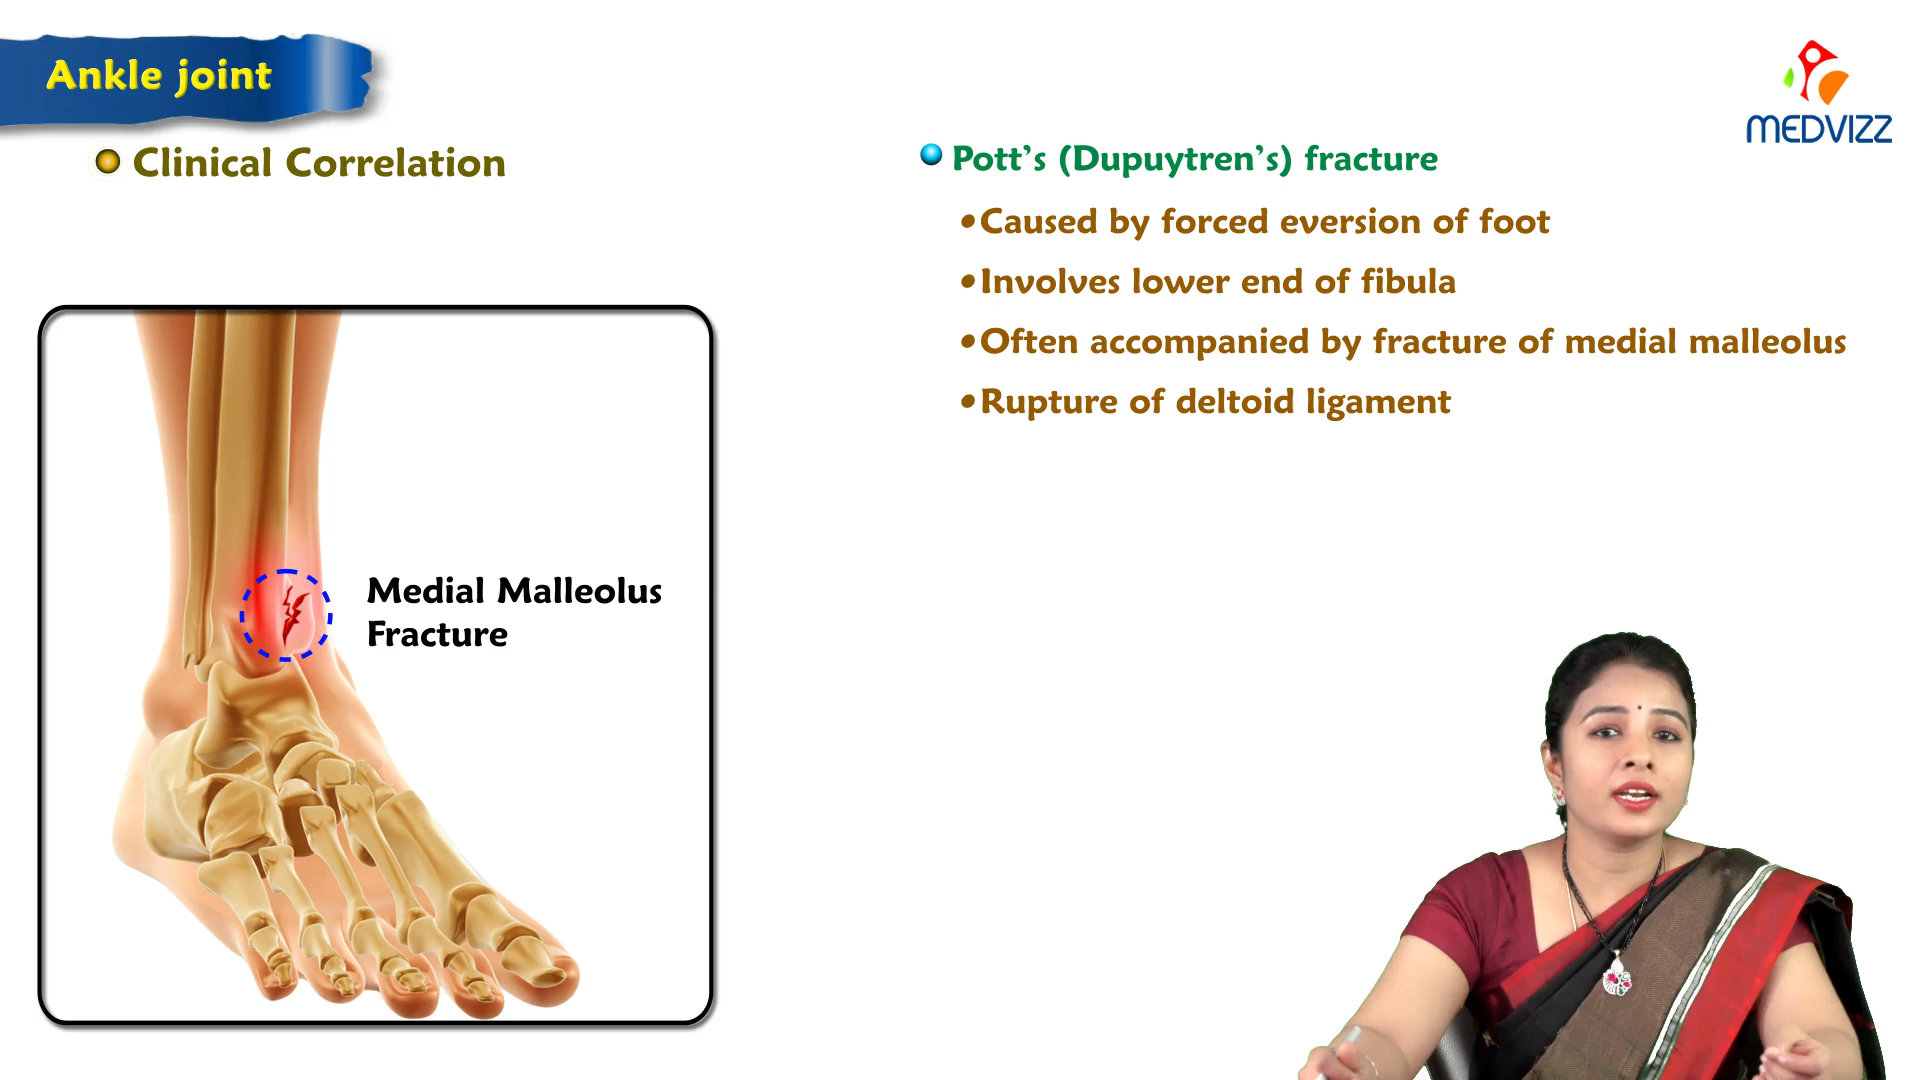 Ankle joint
MEDVIZZ
Clinical Correlation
Medial Malleolus
Fracture
Pott’s (Dupuytren’s) fracture
•Caused by forced eversion of foot
•Involves lower end of fibula
•Often accompanied by fracture of medial malleolus
•Rupture of deltoid ligament